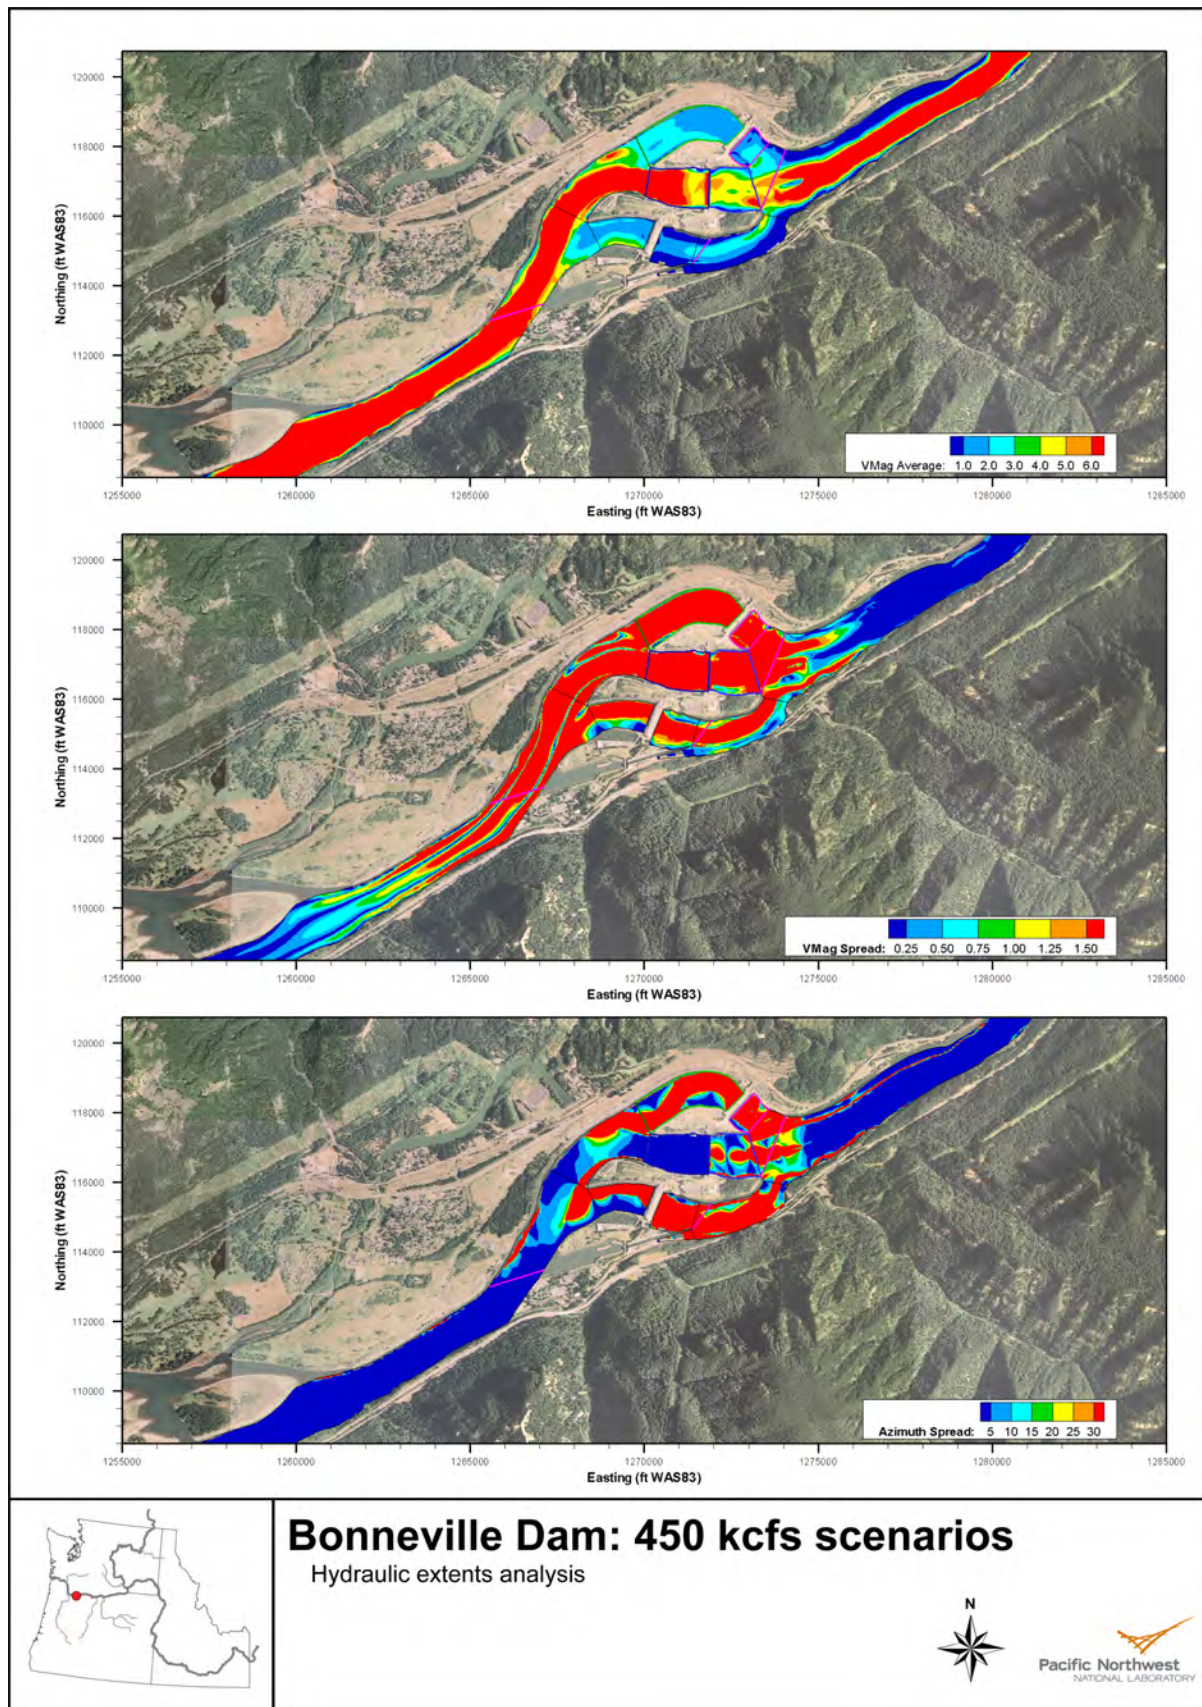 120000
118000
116000
114000
112000
110000
Northing (ft WAS83)
VMag Average: 1.0 2.0 3.0 4.0 5.0 6.0
1255000 1260000 1265000 1270000 1275000 1280000 1285000
Easting (ft WAS83)
120000
118000
116000
114000
112000
110000
Northing (ft WAS83)
VMag Spread: 0.25 0.50 0.75 1.00 1.25 1.50
1255000 1260000 1265000 1270000 1275000 1280000 1285000
Easting (ft WAS83)
120000
118000
116000
114000
112000
110000
Northing (ft WAS83)
Azimuth Spread: 5 10 15 20 25 30
1255000 1260000 1265000 1270000 1275000 1280000 1285000
Easting (ft WAS83)
Bonneville Dam: 450 kcfs scenarios
Hydraulic extents analysis
N
Pacific Northwest
NATIONAL LABORATORY